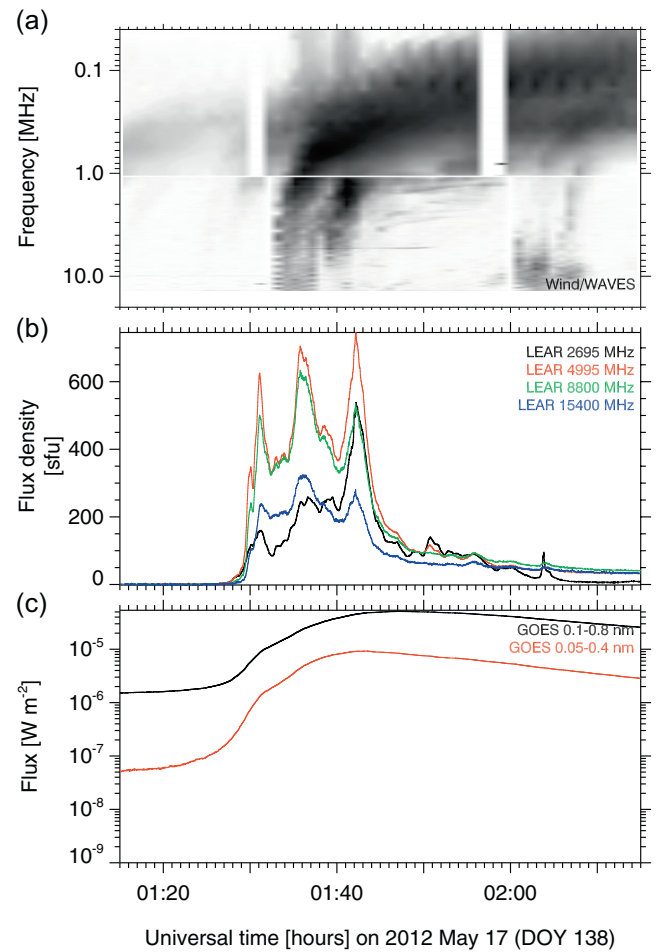 (a)
0.1
1.0
10.0
Frequency [MHz]
Wind/WAVES
(b)
600
400
200
0
Flux density
[sfu]
LEAR 2695 MHz
LEAR 4995 MHz
LEAR 8800 MHz
LEAR 15400 MHz
(c)
10-5
10-6
10-7
10-8
10-9
Flux [W m-2]
GOES 0.1-0.8 nm
GOES 0.05-0.4 nm
01:20 01:40 02:00
Universal time [hours] on 2012 May 17 (DOY 138)